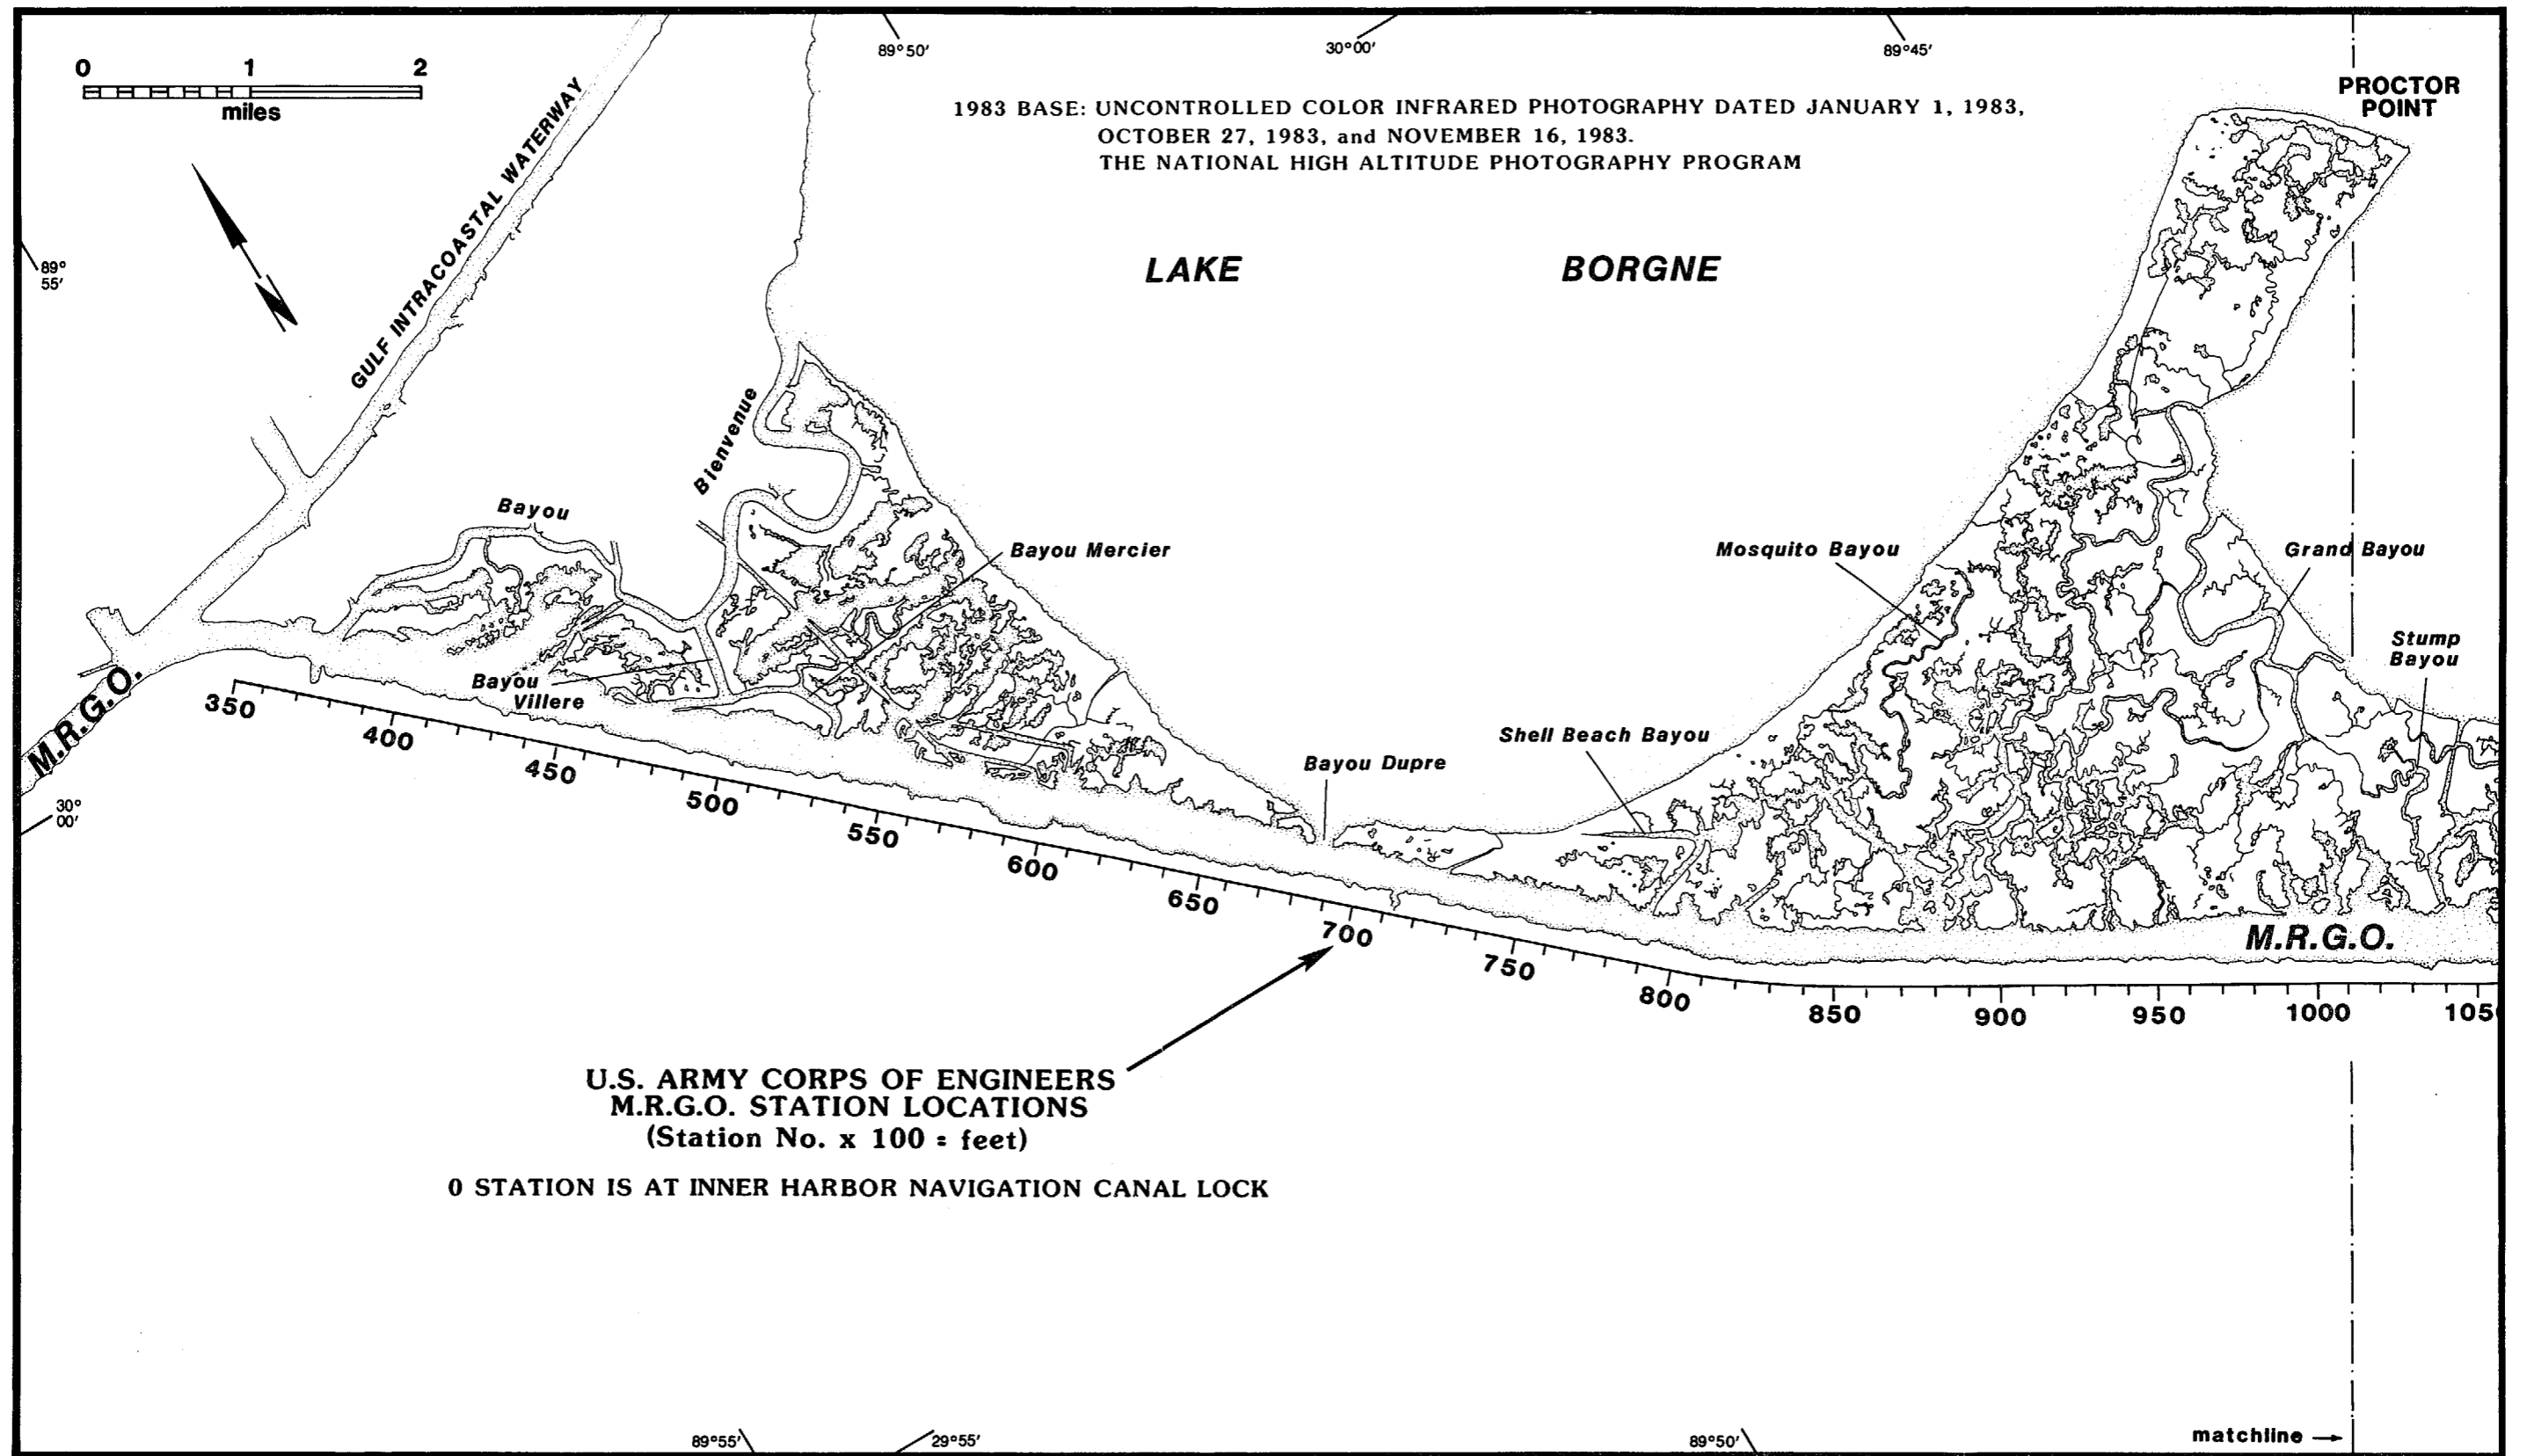 89°50'
30°00'
89°45'
0 1 2
miles
PROCTOR
POINT
1983 BASE: UNCONTROLLED COLOR INFRARED PHOTOGRAPHY DATED JANUARY 1, 1983,
OCTOBER 27, 1983, and NOVEMBER 16, 1983.
THE NATIONAL HIGH ALTITUDE PHOTOGRAPHY PROGRAM
GULF INTRACOASTAL WATERWAY
N
89°
55'
LAKE BORGNE
Bayou Bienvenue
Bayou Mercier
Mosquito Bayou
Grand Bayou
Stump
Bayou
Bayou
Villere
M.R.G.O.
Shell Beach Bayou
Bayou Dupre
30°
00'
M.R.G.O.
350 400 450 500 550 600 650 700 750 800 850 900 950 1000 105
U.S. ARMY CORPS OF ENGINEERS
M.R.G.O. STATION LOCATIONS
(Station No. x 100 = feet)
0 STATION IS AT INNER HARBOR NAVIGATION CANAL LOCK
89°55'
29°55'
89°50'
matchline